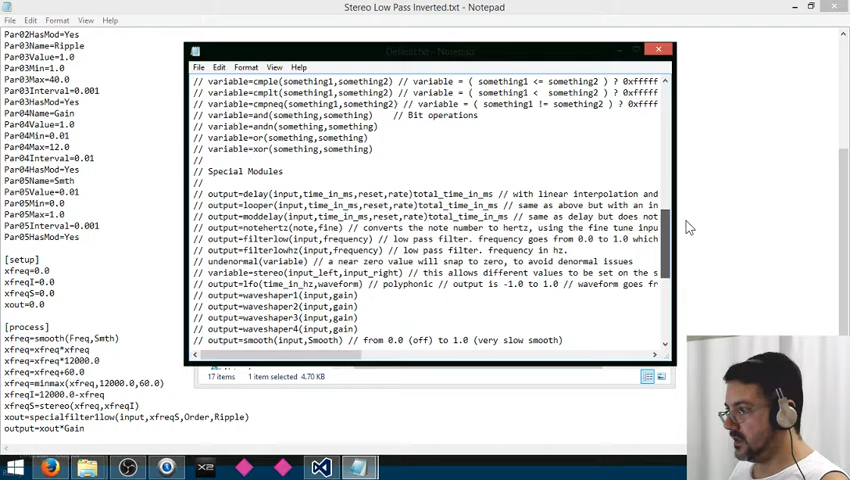 Stereo Low Pass Inverted.txt - Notepad
File Edit Format View Help
Par02HasMod=Yes
Par03Name=Ripple
Par03Value=1.0
Par03Min=1.0
Par03Max=40.0
Par03Interval=0.001
Par03HasMod=Yes
Par04Name=Gain
Par04Value=1.0
Par04Min=0.01
Par04Max=12.0
Par04Interval=0.01
Par04HasMod=Yes
Par05Name=Smth
Par05Value=0.01
Par05Min=0.0
Par05Max=1.0
Par05Interval=0.001
Par05HasMod=Yes
[setup]
xfreq=0.0
xfreqI=0.0
xfreqS=0.0
xout=0.0
[process]
xfreq=smooth(Freq,Smth)
xfreq=xfreq*xfreq
xfreq=xfreq*12000.0
xfreq=xfreq+60.0
xfreq=minmax(xfreq,12000.0,60.0)
xfreqI=12000.0-xfreq
xfreqS=stereo(xfreq,xfreqI)
xout=specialfilter1low(input,xfreqS,Order,Ripple)
output=xout*Gain
Default.txt - Notepad
File Edit Format View Help
// variable=cmple(something1,something2) // variable = ( something1 <= something2 ) ? 0xfffff
// variable=cmplt(something1,something2) // variable = ( something1 < something2 ) ? 0xfffff
// variable=cmpneq(something1,something2) // variable = ( something1 != something2 ) ? 0xfffff
// variable=and(something,something) // Bit operations
// variable=andn(something,something)
// variable=or(something,something)
// variable=xor(something,something)
//
// Special Modules
//
// output=delay(input,time_in_ms,reset,rate)total_time_in_ms // with linear interpolation and
// output=looper(input,time_in_ms,reset,rate)total_time_in_ms // same as above but with an in
// output=moddelay(input,time_in_ms,reset,rate)total_time_in_ms // same as delay but does not
// output=notehertz(note,fine) // converts the note number to hertz, using the fine tune inpu
// output=filterlow(input,frequency) // low pass filter. frequency goes from 0.0 to 1.0 which
// output=filterlowhz(input,frequency) // low pass filter. frequency in hz.
// undenormal(variable) // a near zero value will snap to zero, to avoid denormal issues
// variable=stereo(input_left,input_right) // this allows different values to be set on the s
// output=lfo(time_in_hz,waveform) // polyphonic // output is -1.0 to 1.0 // waveform goes fr
// output=waveshaper1(input,gain)
// output=waveshaper2(input,gain)
// output=waveshaper3(input,gain)
// output=waveshaper4(input,gain)
// output=smooth(input,Smooth) // from 0.0 (off) to 1.0 (very slow smooth)
17 items 1 item selected 4.70 KB
X2